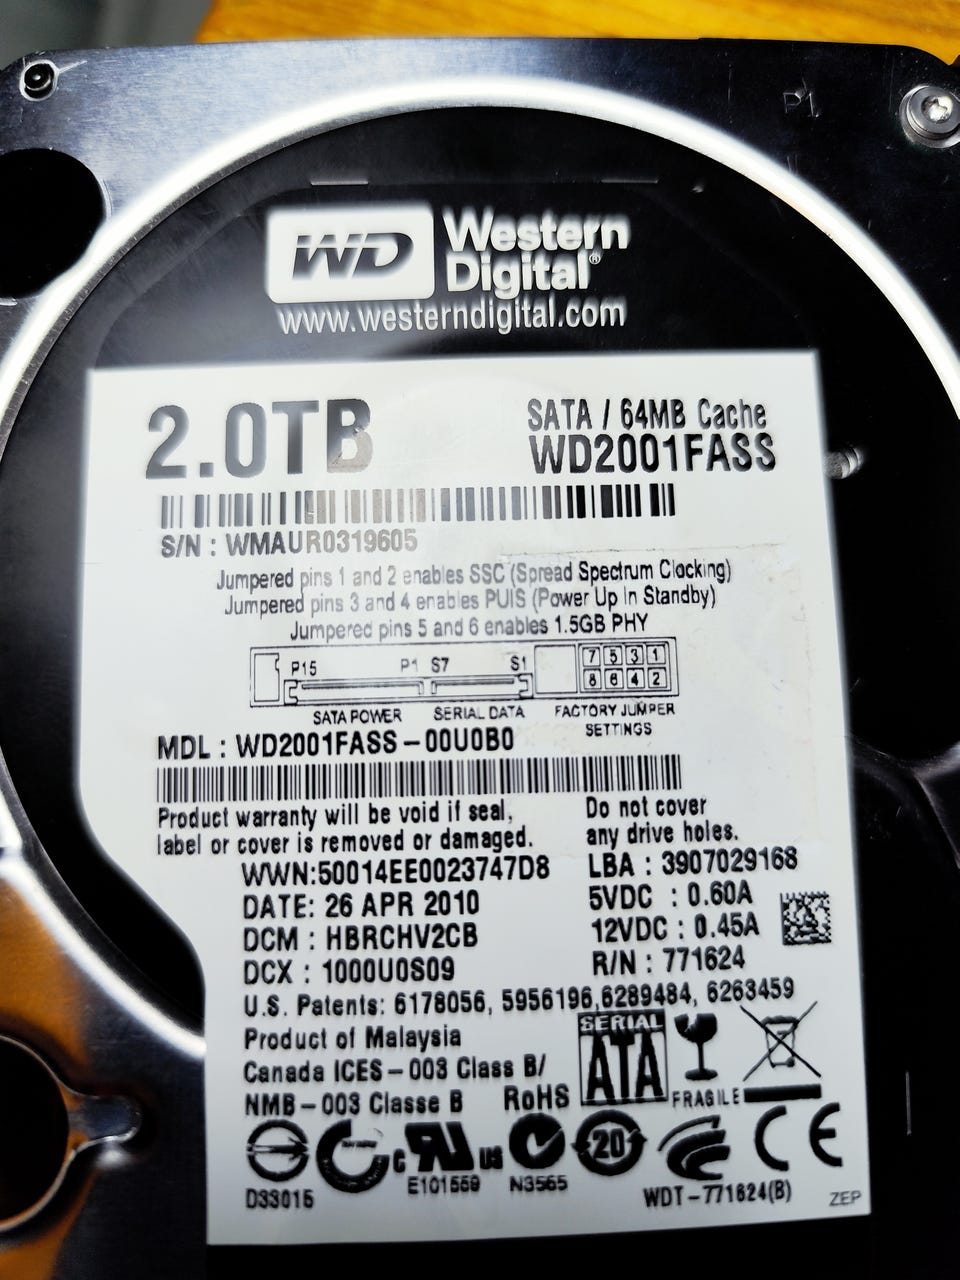 P1
WD Western
Digital®
www.westerndigital.com
2.0TB
SATA / 64MB Cache
WD2001FASS
S/N : WMAUR0319605
Jumpered pins 1 and 2 enables SSC (Spread Spectrum Clocking)
Jumpered pins 3 and 4 enables PUIS (Power Up In Standby)
Jumpered pins 5 and 6 enables 1.5GB PHY
P15 P1 S7 S1 7 5 3 1
8 6 4 2
SATA POWER SERIAL DATA FACTORY JUMPER
SETTINGS
MDL : WD2001FASS-00U0B0
Product warranty will be void if seal,
label or cover is removed or damaged.
Do not cover
any drive holes.
WWN:50014EE0023747D8
DATE: 26 APR 2010
DCM : HBRCHV2CB
DCX : 1000U0S09
LBA : 3907029168
5VDC : 0.60A
12VDC : 0.45A
R/N : 771624
U.S. Patents: 6178056, 5956196,6289484, 6263459
Product of Malaysia
Canada ICES-003 Class B/
NMB-003 Classe B RoHS
SERIAL
ATA
FRAGILE
D33015
c RU us
E101559
N3565
20
CE
WDT-771624(B)
ZEP